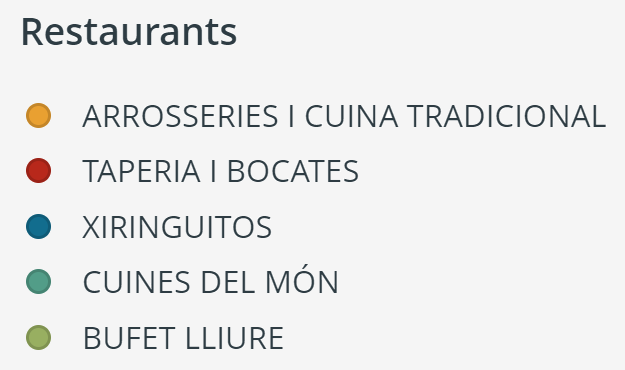 Restaurants
ARROSSERIES I CUINA TRADICIONAL
TAPERIA I BOCATES
XIRINGUITOS
CUINES DEL MÓN
BUFET LLIURE